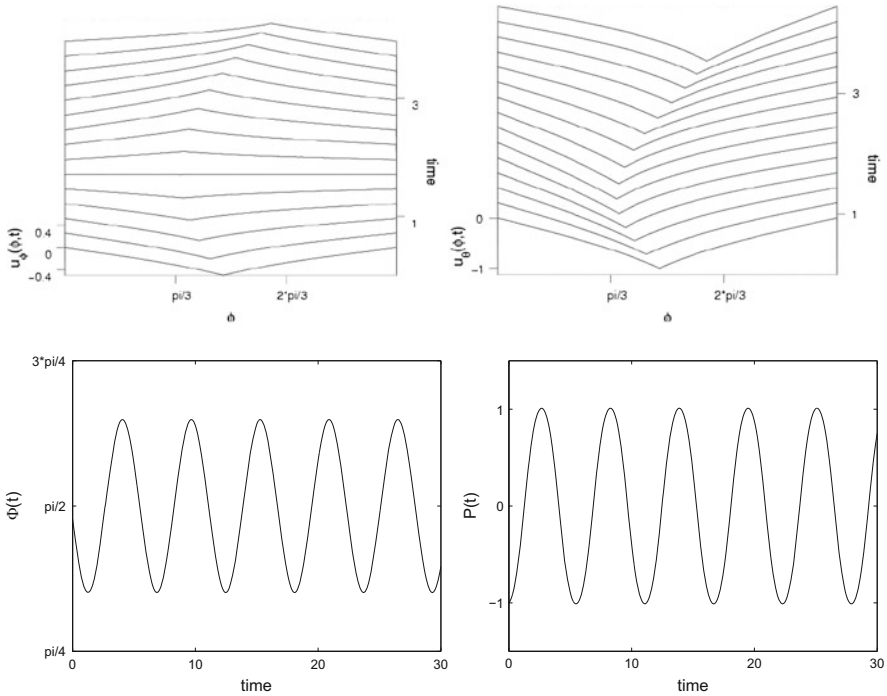 3
time
1
0.4
0
−0.4
u_ϕ(ϕ,t)
pi/3
2*pi/3
ϕ
3
time
1
0
−1
u_θ(ϕ,t)
pi/3
2*pi/3
ϕ
3*pi/4
pi/2
pi/4
Φ(t)
0
10
20
30
time
1
0
−1
P(t)
0
10
20
30
time